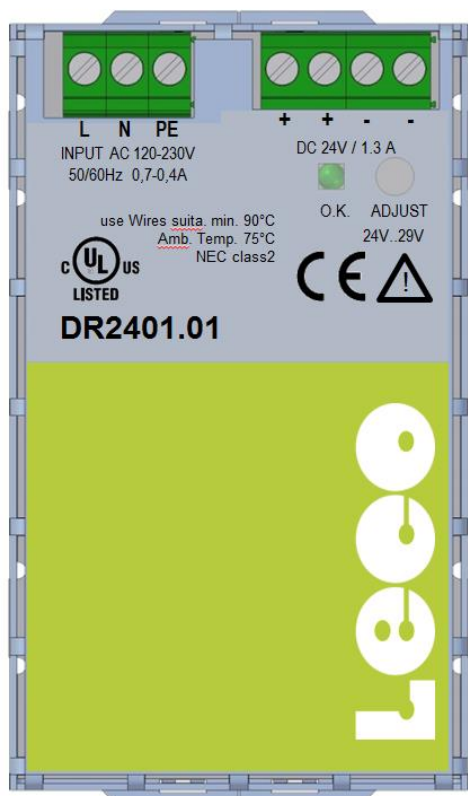 L N PE
+ + - -
INPUT AC 120-230V
50/60Hz 0,7-0,4A
DC 24V / 1.3 A
O.K. ADJUST
24V..29V
use Wires suita. min. 90°C
Amb. Temp. 75°C
NEC class2
C UL US
LISTED
CE
!
DR2401.01
Leco